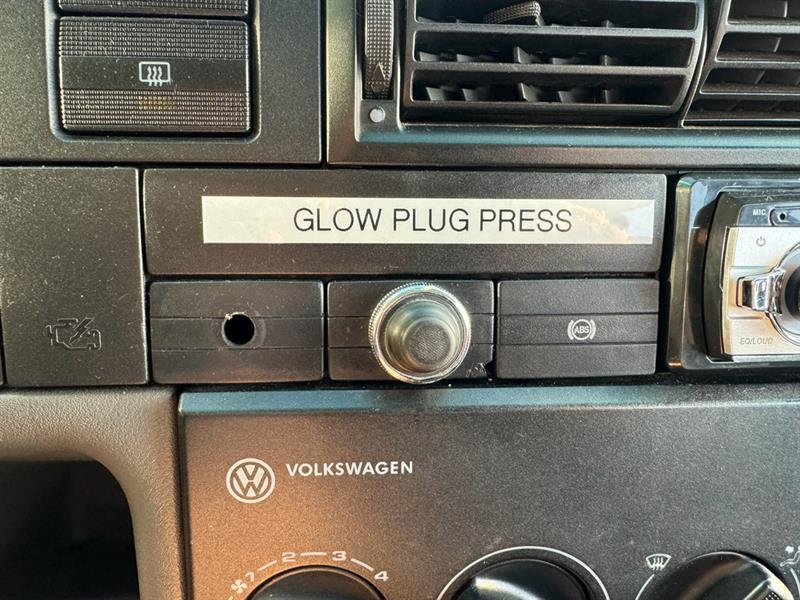 GLOW PLUG PRESS
MIC
ABS
EQ/LOUD
VOLKSWAGEN
1 2 3 4